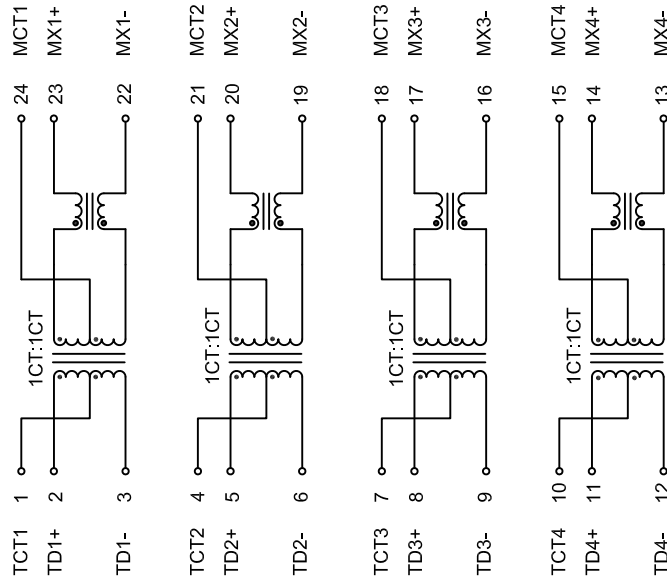 TCT1 1 24 MCT1
1CT:1CT
TD1+ 2 23 MX1+
TD1- 3 22 MX1-
TCT2 4 21 MCT2
1CT:1CT
TD2+ 5 20 MX2+
TD2- 6 19 MX2-
TCT3 7 18 MCT3
1CT:1CT
TD3+ 8 17 MX3+
TD3- 9 16 MX3-
TCT4 10 15 MCT4
1CT:1CT
TD4+ 11 14 MX4+
TD4- 12 13 MX4-